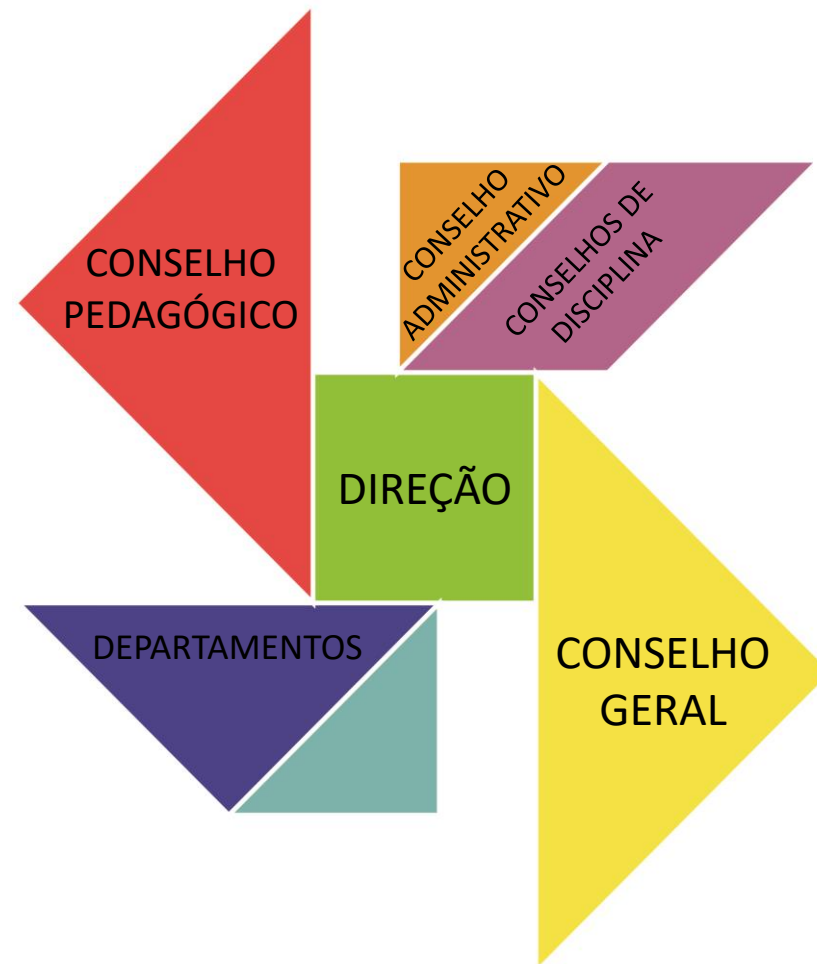 CONSELHO
PEDAGÓGICO
CONSELHO
ADMINISTRATIVO
CONSELHOS DE
DISCIPLINA
DIREÇÃO
DEPARTAMENTOS
CONSELHO
GERAL